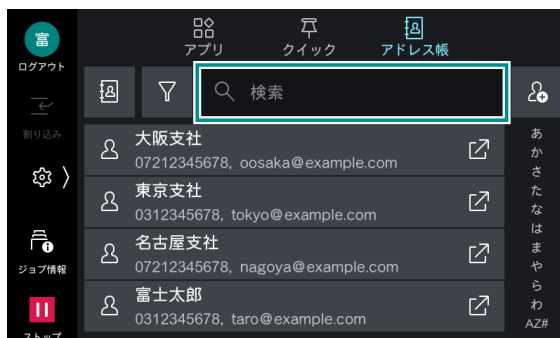 富
ログアウト
アプリ
クイック
アドレス帳
検索
割り込み
大阪支社
07212345678, oosaka@example.com
東京支社
0312345678, tokyo@example.com
名古屋支社
07212345678, nagoya@example.com
富士太郎
0312345678, taro@example.com
ジョブ情報
ストップ
あ
か
さ
た
な
は
ま
や
ら
わ
AZ#